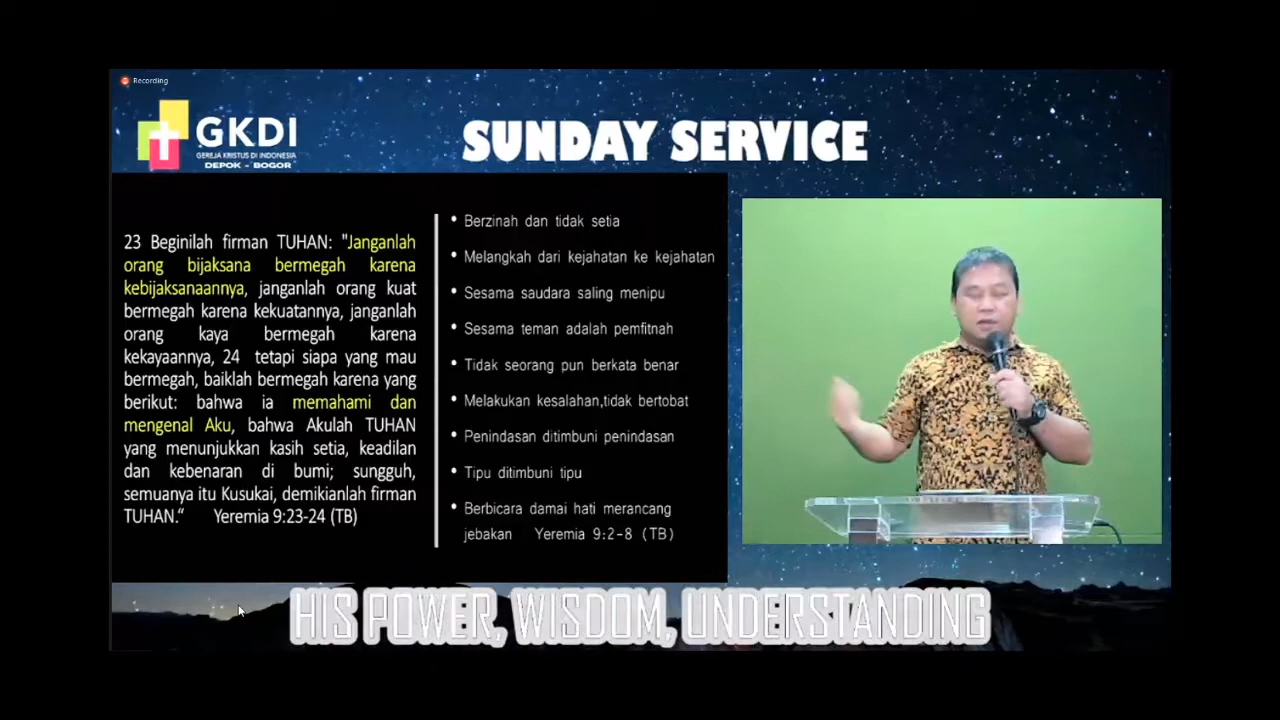 Recording
GKDI
GEREJA KRISTUS DI INDONESIA
DEPOK - BOGOR
SUNDAY SERVICE
23 Beginilah firman TUHAN: "Janganlah
orang bijaksana bermegah karena
kebijaksanaannya, janganlah orang kuat
bermegah karena kekuatannya, janganlah
orang kaya bermegah karena
kekayaannya, 24 tetapi siapa yang mau
bermegah, baiklah bermegah karena yang
berikut: bahwa ia memahami dan
mengenal Aku, bahwa Akulah TUHAN
yang menunjukkan kasih setia, keadilan
dan kebenaran di bumi; sungguh,
semuanya itu Kusukai, demikianlah firman
TUHAN.“ Yeremia 9:23-24 (TB)
• Berzinah dan tidak setia
• Melangkah dari kejahatan ke kejahatan
• Sesama saudara saling menipu
• Sesama teman adalah pemfitnah
• Tidak seorang pun berkata benar
• Melakukan kesalahan,tidak bertobat
• Penindasan ditimbuni penindasan
• Tipu ditimbuni tipu
• Berbicara damai hati merancang
jebakan Yeremia 9:2-8 (TB)
HIS POWER, WISDOM, UNDERSTANDING